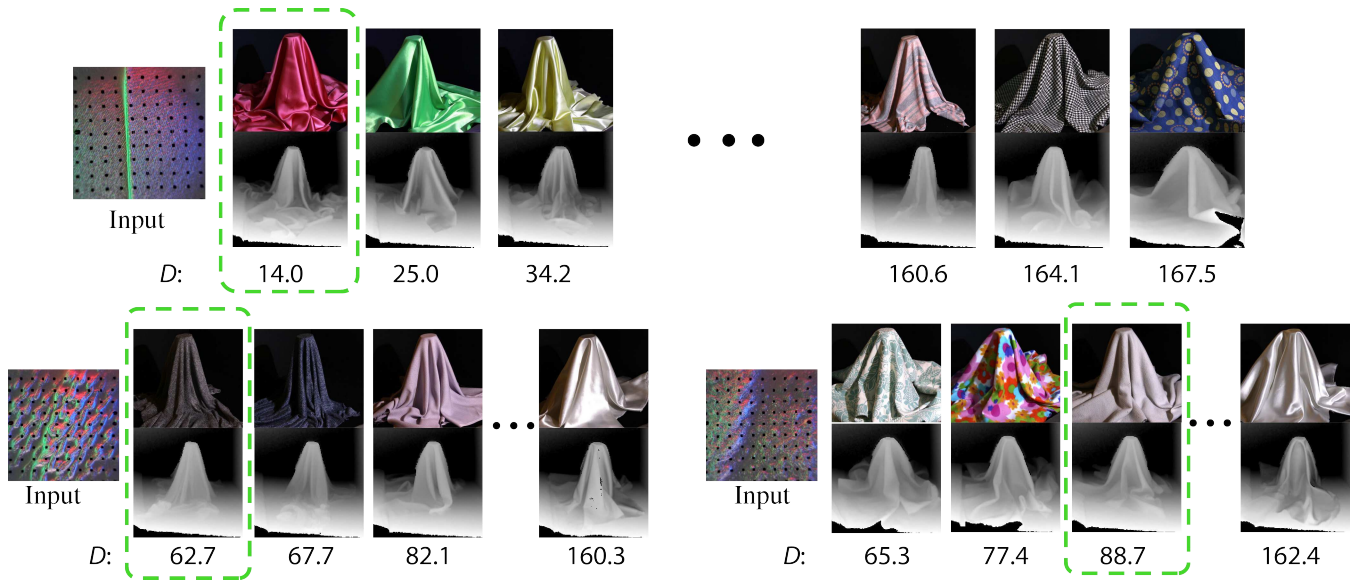 Input
D: 14.0 25.0 34.2 160.6 164.1 167.5
Input
D: 62.7 67.7 82.1 160.3
Input
D: 65.3 77.4 88.7 162.4